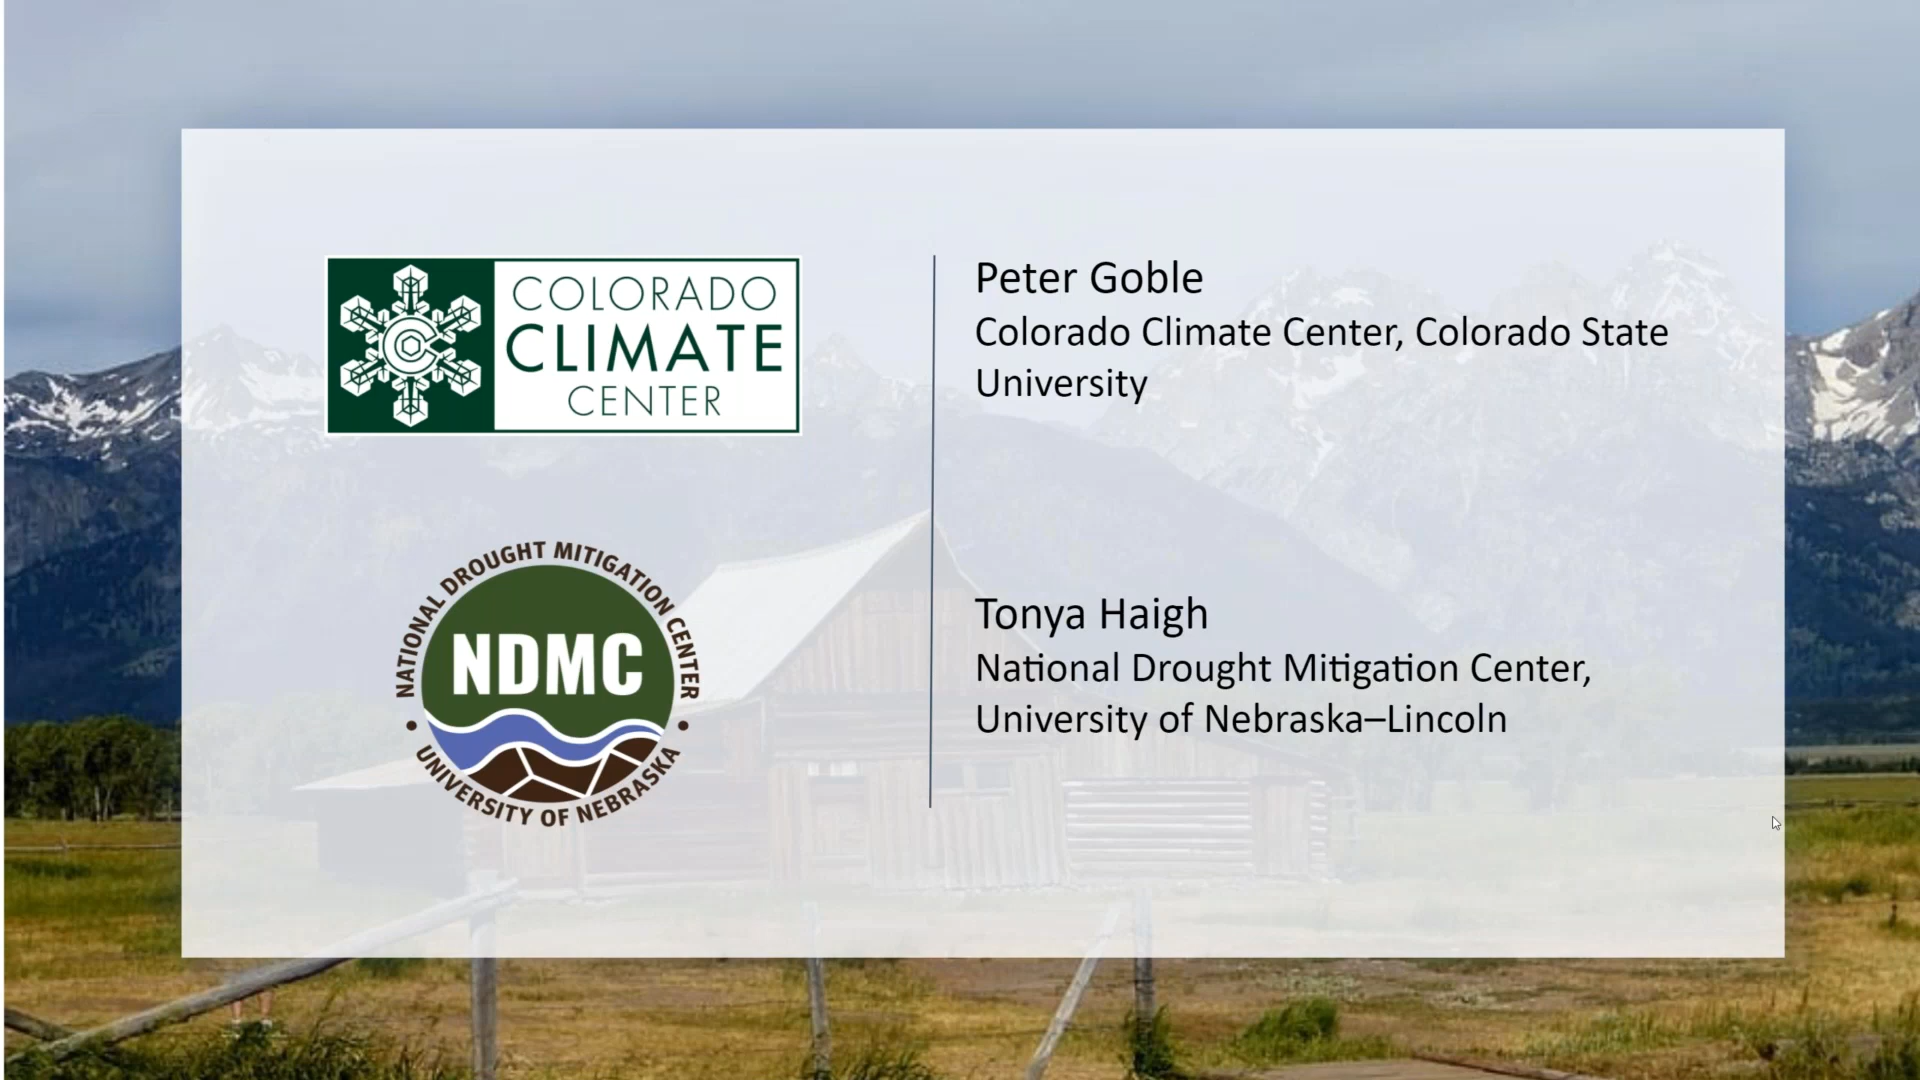 COLORADO
CLIMATE
CENTER
Peter Goble
Colorado Climate Center, Colorado State
University
NATIONAL DROUGHT MITIGATION CENTER
NDMC
UNIVERSITY OF NEBRASKA
Tonya Haigh
National Drought Mitigation Center,
University of Nebraska–Lincoln